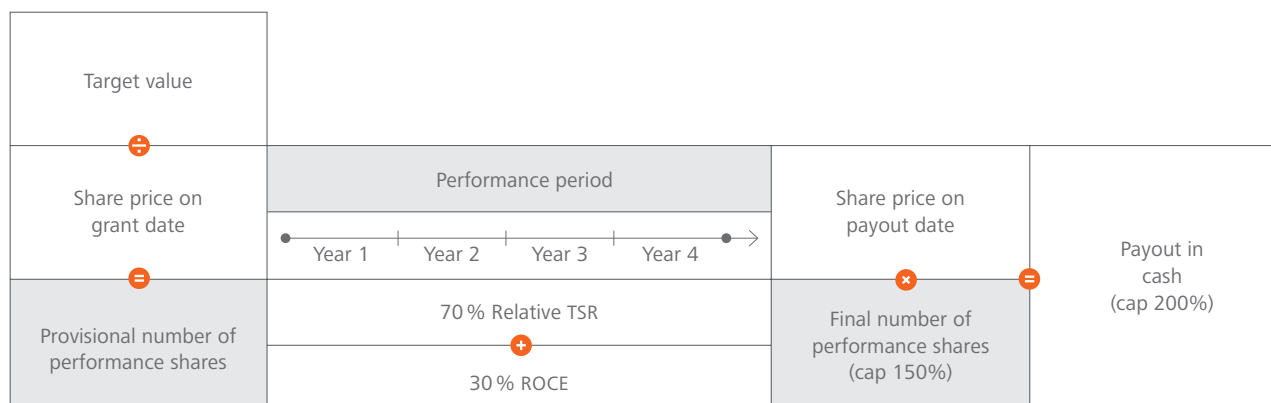 Target value
÷
Share price on
grant date
=
Provisional number of
performance shares
Performance period
Year 1
Year 2
Year 3
Year 4
70 % Relative TSR
+
30 % ROCE
Share price on
payout date
×
Final number of
performance shares
(cap 150%)
=
Payout in
cash
(cap 200%)